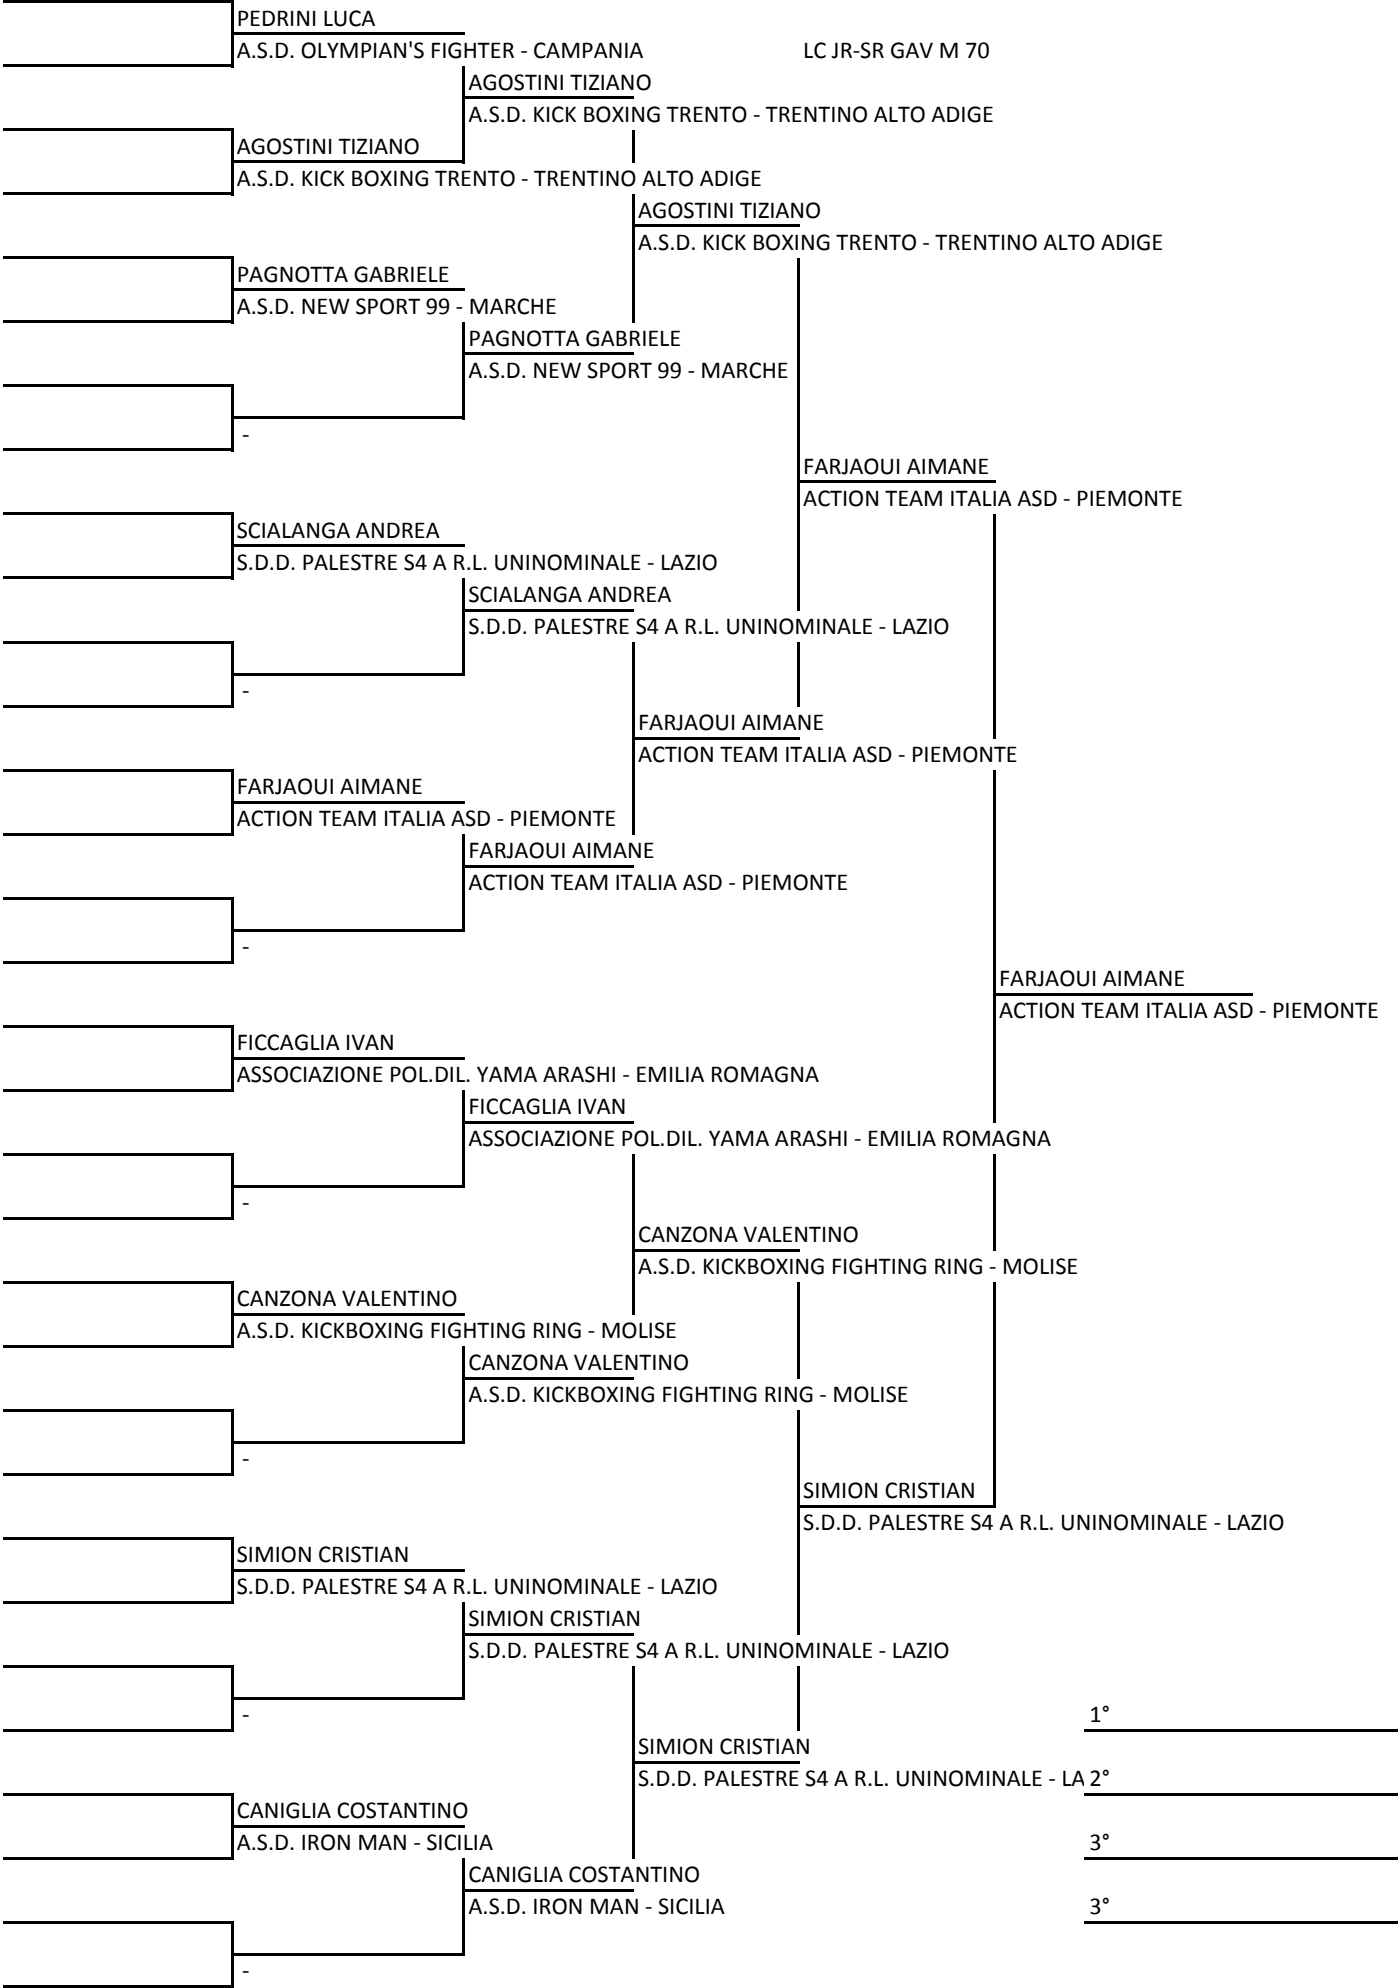 PEDRINI LUCA
A.S.D. OLYMPIAN'S FIGHTER - CAMPANIA
LC JR-SR GAV M 70
AGOSTINI TIZIANO
A.S.D. KICK BOXING TRENTO - TRENTINO ALTO ADIGE
AGOSTINI TIZIANO
A.S.D. KICK BOXING TRENTO - TRENTINO ALTO ADIGE
AGOSTINI TIZIANO
A.S.D. KICK BOXING TRENTO - TRENTINO ALTO ADIGE
PAGNOTTA GABRIELE
A.S.D. NEW SPORT 99 - MARCHE
PAGNOTTA GABRIELE
A.S.D. NEW SPORT 99 - MARCHE
-
FARJAOUI AIMANE
ACTION TEAM ITALIA ASD - PIEMONTE
SCIALANGA ANDREA
S.D.D. PALESTRE S4 A R.L. UNINOMINALE - LAZIO
SCIALANGA ANDREA
S.D.D. PALESTRE S4 A R.L. UNINOMINALE - LAZIO
-
FARJAOUI AIMANE
ACTION TEAM ITALIA ASD - PIEMONTE
FARJAOUI AIMANE
ACTION TEAM ITALIA ASD - PIEMONTE
FARJAOUI AIMANE
ACTION TEAM ITALIA ASD - PIEMONTE
-
FARJAOUI AIMANE
ACTION TEAM ITALIA ASD - PIEMONTE
FICCAGLIA IVAN
ASSOCIAZIONE POL.DIL. YAMA ARASHI - EMILIA ROMAGNA
FICCAGLIA IVAN
ASSOCIAZIONE POL.DIL. YAMA ARASHI - EMILIA ROMAGNA
-
CANZONA VALENTINO
A.S.D. KICKBOXING FIGHTING RING - MOLISE
CANZONA VALENTINO
A.S.D. KICKBOXING FIGHTING RING - MOLISE
CANZONA VALENTINO
A.S.D. KICKBOXING FIGHTING RING - MOLISE
-
SIMION CRISTIAN
S.D.D. PALESTRE S4 A R.L. UNINOMINALE - LAZIO
SIMION CRISTIAN
S.D.D. PALESTRE S4 A R.L. UNINOMINALE - LAZIO
SIMION CRISTIAN
S.D.D. PALESTRE S4 A R.L. UNINOMINALE - LAZIO
-
1°
SIMION CRISTIAN
S.D.D. PALESTRE S4 A R.L. UNINOMINALE - LA
2°
CANIGLIA COSTANTINO
A.S.D. IRON MAN - SICILIA
3°
CANIGLIA COSTANTINO
A.S.D. IRON MAN - SICILIA
3°
-